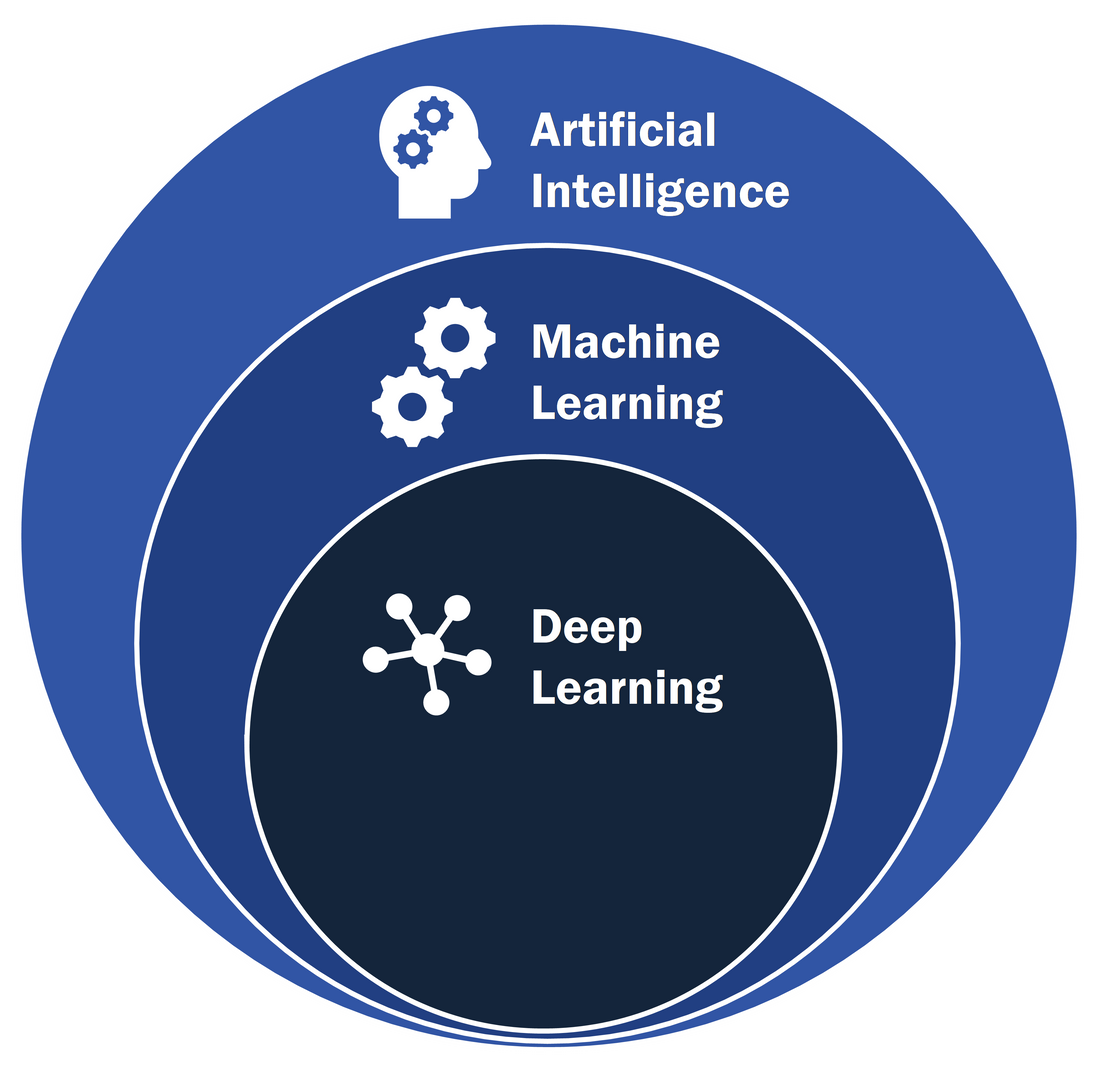 Artificial
Intelligence
Machine
Learning
Deep
Learning